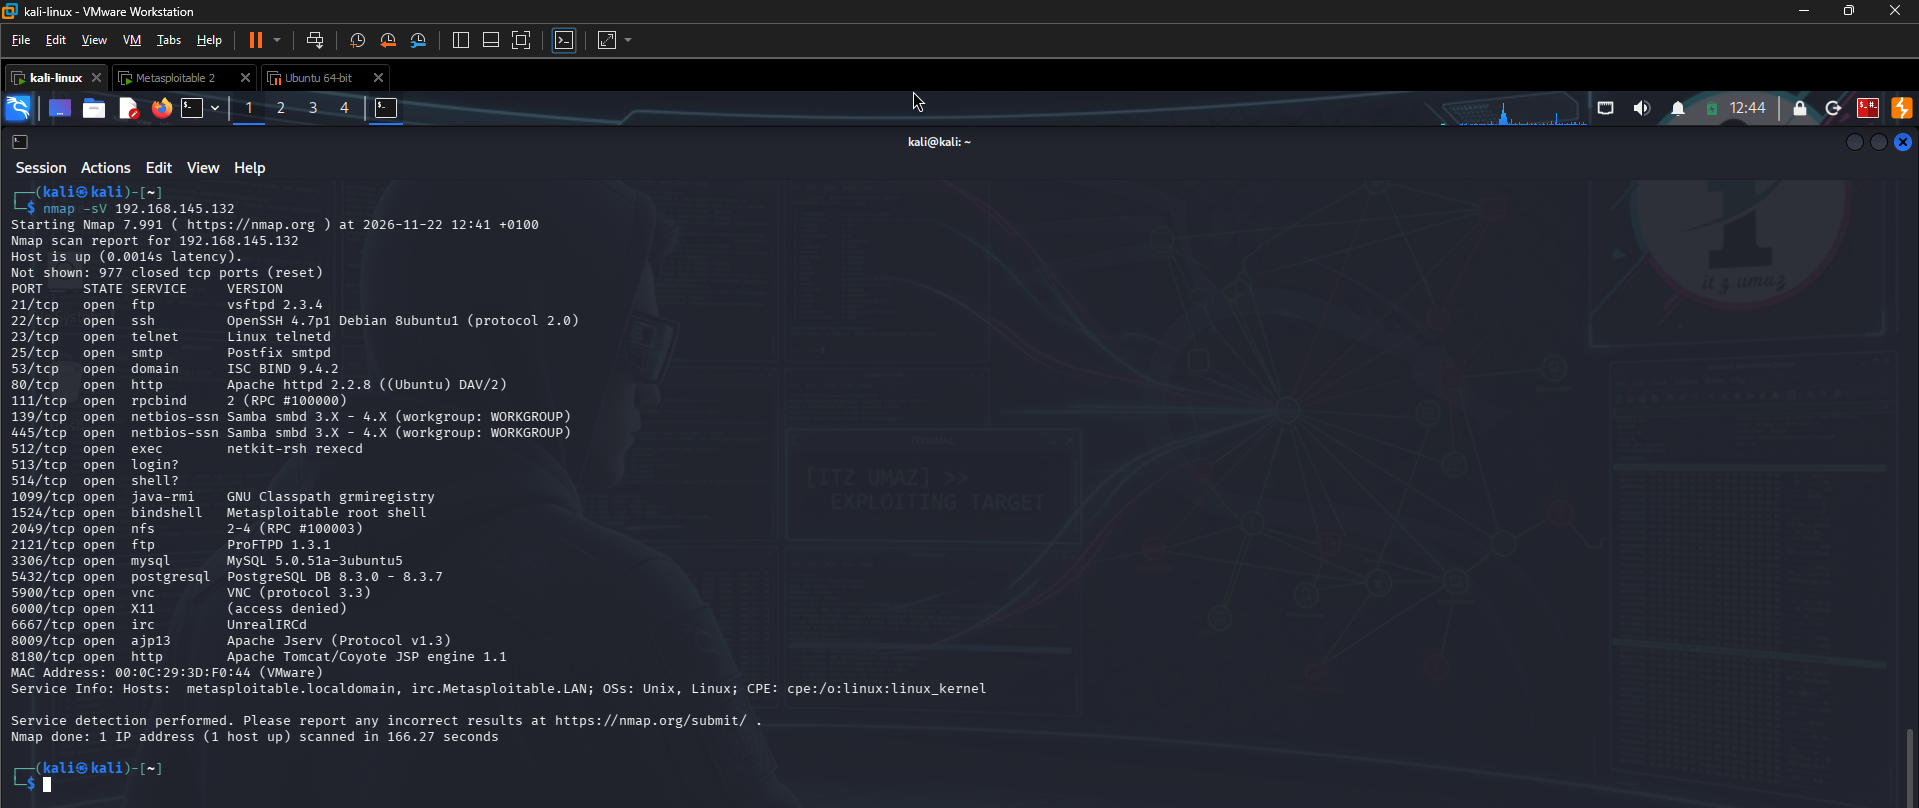 kali-linux - VMware Workstation
File Edit View VM Tabs Help
kali-linux Metasploitable 2 Ubuntu 64-bit
1 2 3 4 12:44
kali@kali: ~
Session Actions Edit View Help
┌──(kali㉿kali)-[~]
└─$ nmap -sV 192.168.145.132
Starting Nmap 7.991 ( https://nmap.org ) at 2026-11-22 12:41 +0100
Nmap scan report for 192.168.145.132
Host is up (0.0014s latency).
Not shown: 977 closed tcp ports (reset)
PORT     STATE SERVICE     VERSION
21/tcp   open  ftp         vsftpd 2.3.4
22/tcp   open  ssh         OpenSSH 4.7p1 Debian 8ubuntu1 (protocol 2.0)
23/tcp   open  telnet      Linux telnetd
25/tcp   open  smtp        Postfix smtpd
53/tcp   open  domain      ISC BIND 9.4.2
80/tcp   open  http        Apache httpd 2.2.8 ((Ubuntu) DAV/2)
111/tcp  open  rpcbind     2 (RPC #100000)
139/tcp  open  netbios-ssn Samba smbd 3.X - 4.X (workgroup: WORKGROUP)
445/tcp  open  netbios-ssn Samba smbd 3.X - 4.X (workgroup: WORKGROUP)
512/tcp  open  exec        netkit-rsh rexecd
513/tcp  open  login?
514/tcp  open  shell?
1099/tcp open  java-rmi    GNU Classpath grmiregistry
1524/tcp open  bindshell   Metasploitable root shell
2049/tcp open  nfs         2-4 (RPC #100003)
2121/tcp open  ftp         ProFTPD 1.3.1
3306/tcp open  mysql       MySQL 5.0.51a-3ubuntu5
5432/tcp open  postgresql  PostgreSQL DB 8.3.0 - 8.3.7
5900/tcp open  vnc         VNC (protocol 3.3)
6000/tcp open  X11         (access denied)
6667/tcp open  irc         UnrealIRCd
8009/tcp open  ajp13       Apache Jserv (Protocol v1.3)
8180/tcp open  http        Apache Tomcat/Coyote JSP engine 1.1
MAC Address: 00:0C:29:3D:F0:44 (VMware)
Service Info: Hosts:  metasploitable.localdomain, irc.Metasploitable.LAN; OSs: Unix, Linux; CPE: cpe:/o:linux:linux_kernel
Service detection performed. Please report any incorrect results at https://nmap.org/submit/ .
Nmap done: 1 IP address (1 host up) scanned in 166.27 seconds
┌──(kali㉿kali)-[~]
└─$
[ITZ UMAZ] >>
EXPLOITING TARGET
1
itz umaz